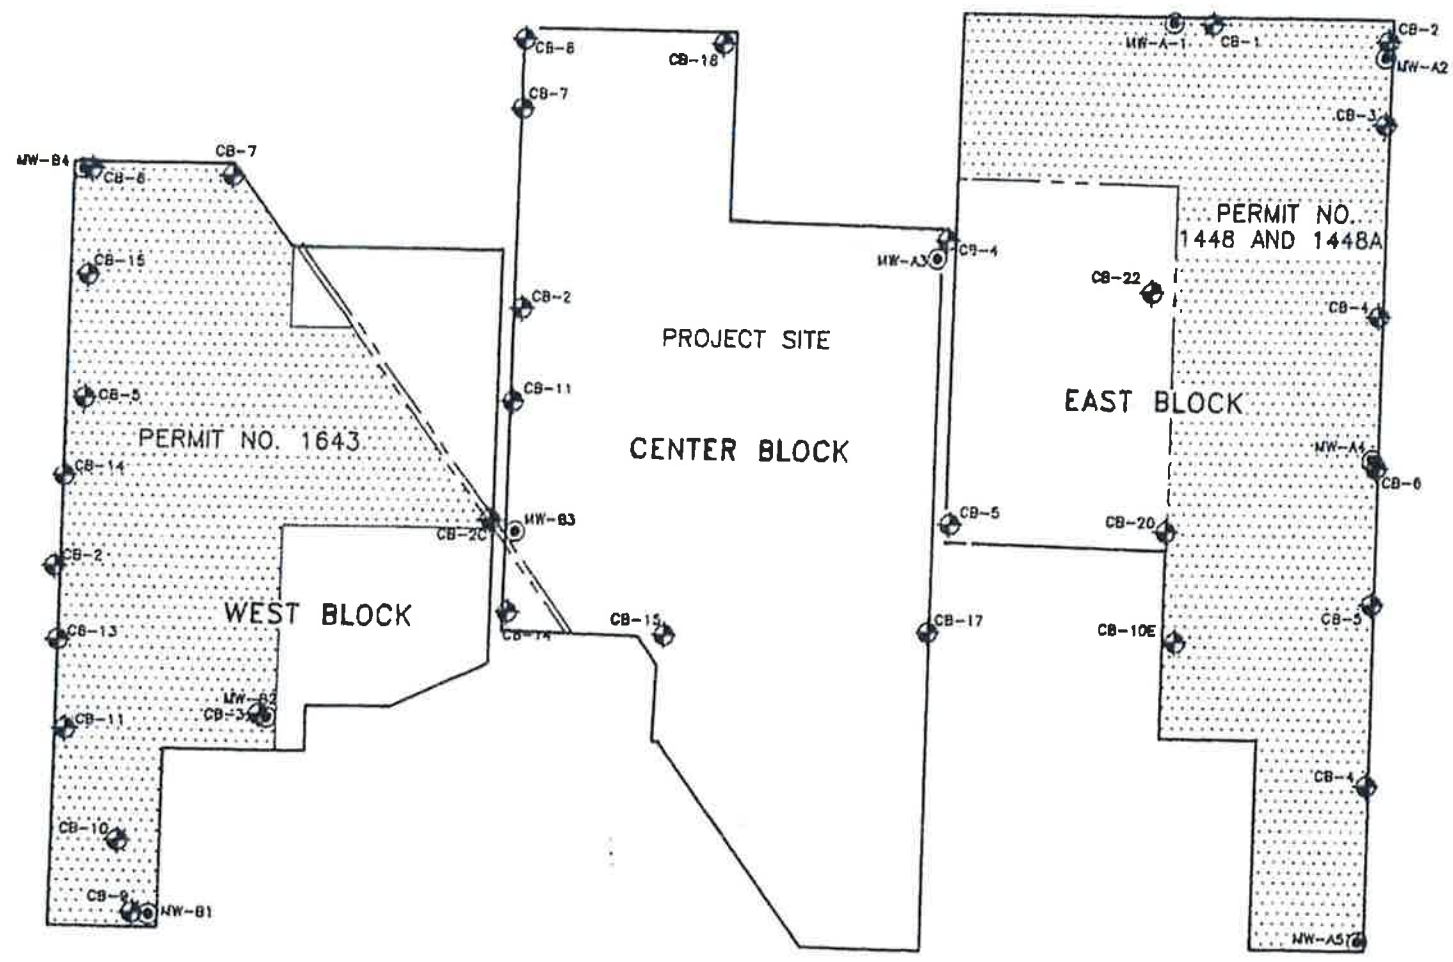 CB-8
CB-18
MW-A-1
CB-1
CB-2
MW-A2
CB-7
CB-3
MW-B4
CB-6
CB-7
PERMIT NO.
1448 AND 1448A
CB-4
MW-A3
CB-15
CB-22
CB-2
CB-4
PROJECT SITE
CB-5
CB-11
EAST BLOCK
PERMIT NO. 1643
CENTER BLOCK
MW-A4
CB-14
CB-6
CB-2C
MW-B3
CB-5
CB-20
CB-2
WEST BLOCK
CB-14
CB-15
CB-17
CB-5
CB-13
CB-10E
MW-B2
CB-3
CB-11
CB-4
CB-10
CB-9
MW-B1
MW-A5